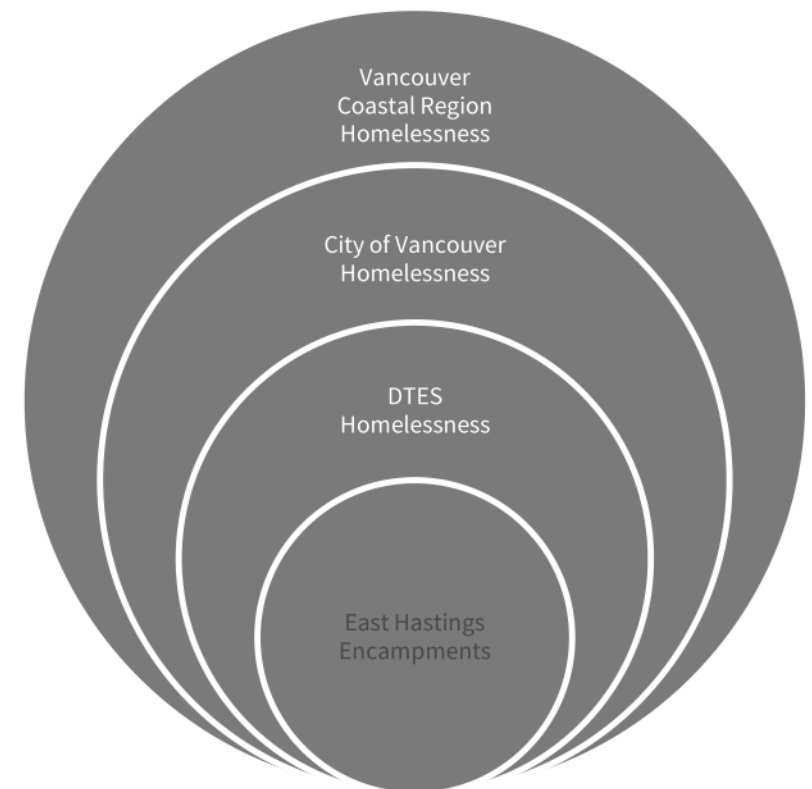 Vancouver
Coastal Region
Homelessness
City of Vancouver
Homelessness
DTES
Homelessness
East Hastings
Encampments